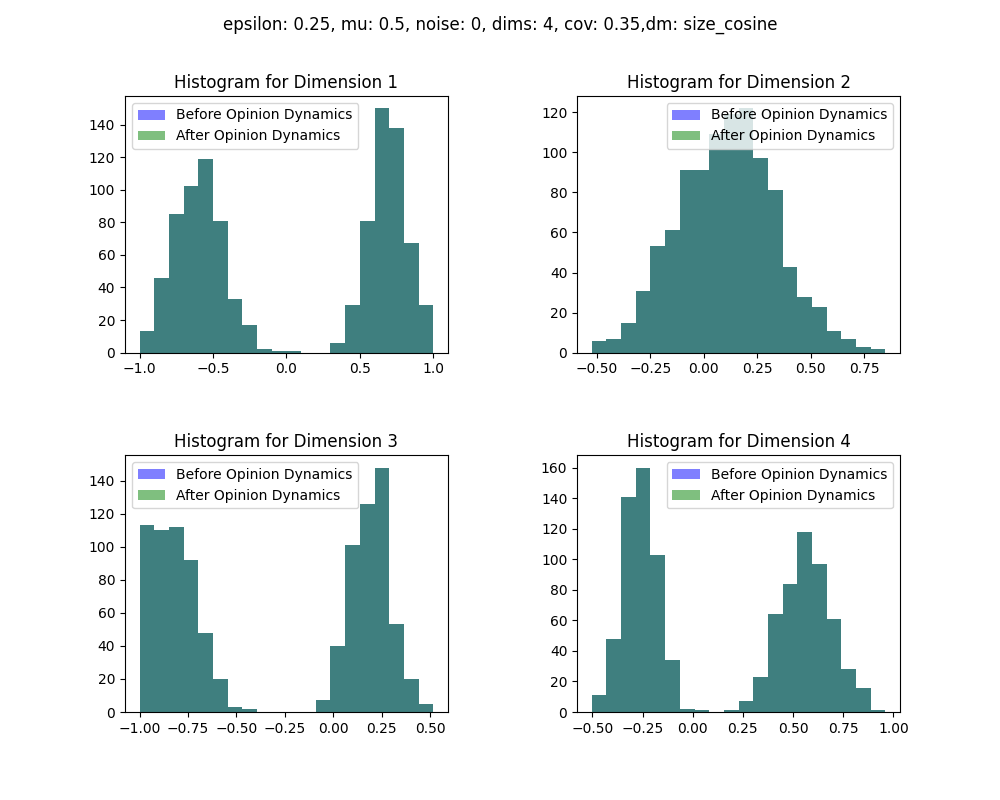 epsilon: 0.25, mu: 0.5, noise: 0, dims: 4, cov: 0.35,dm: size_cosine
Histogram for Dimension 1
Before Opinion Dynamics
After Opinion Dynamics
140
120
100
80
60
40
20
0
−1.0 −0.5 0.0 0.5 1.0
Histogram for Dimension 2
Before Opinion Dynamics
After Opinion Dynamics
120
100
80
60
40
20
0
−0.50 −0.25 0.00 0.25 0.50 0.75
Histogram for Dimension 3
Before Opinion Dynamics
After Opinion Dynamics
140
120
100
80
60
40
20
0
−1.00 −0.75 −0.50 −0.25 0.00 0.25 0.50
Histogram for Dimension 4
Before Opinion Dynamics
After Opinion Dynamics
160
140
120
100
80
60
40
20
0
−0.50 −0.25 0.00 0.25 0.50 0.75 1.00